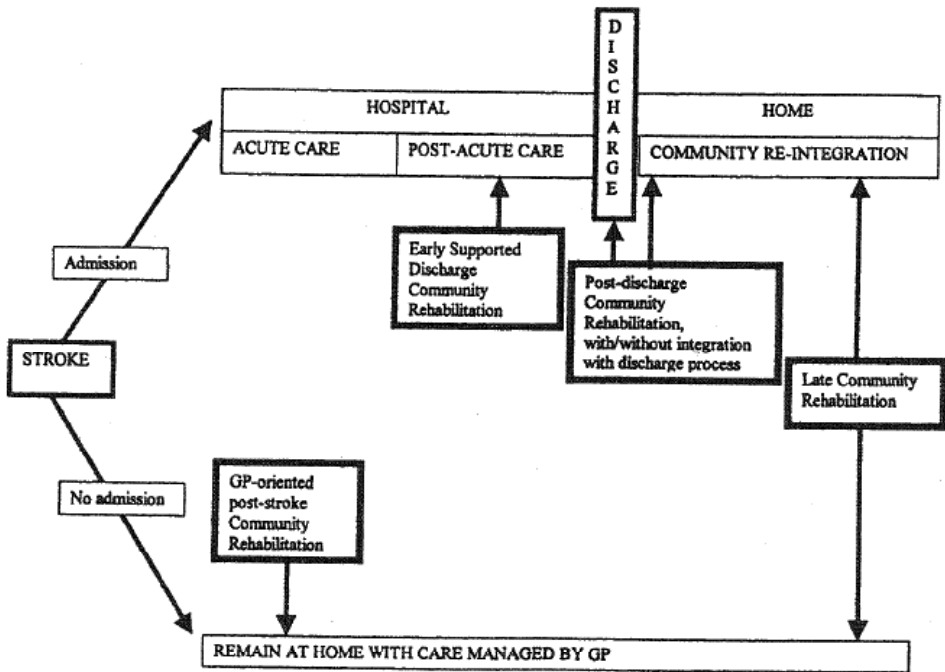 DISCHARGE
HOSPITAL
HOME
ACUTE CARE
POST-ACUTE CARE
COMMUNITY RE-INTEGRATION
Admission
Early Supported
Discharge
Community
Rehabilitation
Post-discharge
Community
Rehabilitation,
with/without integration
with discharge process
STROKE
Late Community
Rehabilitation
No admission
GP-oriented
post-stroke
Community
Rehabilitation
REMAIN AT HOME WITH CARE MANAGED BY GP